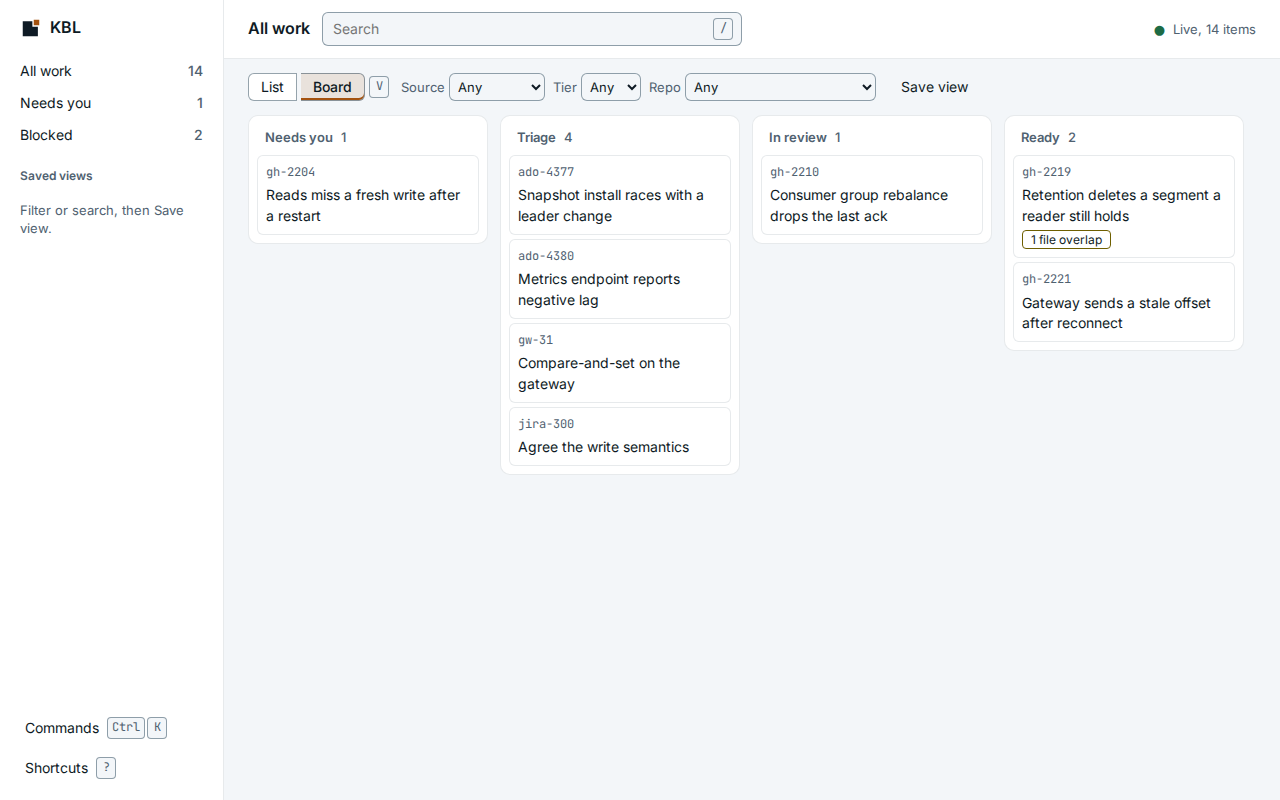 KBL
All work 14
Needs you 1
Blocked 2
Saved views
Filter or search, then Save
view.
Commands Ctrl K
Shortcuts ?
All work
Search /
Live, 14 items
List Board V Source Any Tier Any Repo Any Save view
Needs you 1
gh-2204
Reads miss a fresh write after
a restart
Triage 4
ado-4377
Snapshot install races with a
leader change
ado-4380
Metrics endpoint reports
negative lag
gw-31
Compare-and-set on the
gateway
jira-300
Agree the write semantics
In review 1
gh-2210
Consumer group rebalance
drops the last ack
Ready 2
gh-2219
Retention deletes a segment a
reader still holds
1 file overlap
gh-2221
Gateway sends a stale offset
after reconnect